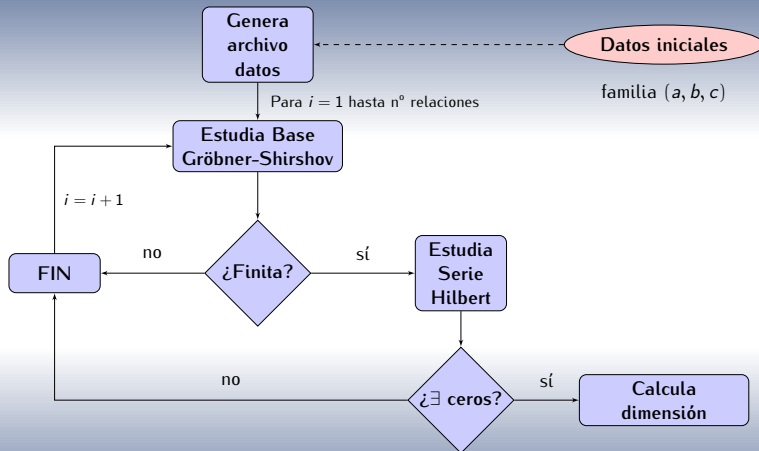 Genera
archivo
datos
Datos iniciales
familia (a, b, c)
Para i = 1 hasta nº relaciones
Estudia Base
Gröbner-Shirshov
i = i + 1
FIN
no
¿Finita?
sí
Estudia
Serie
Hilbert
no
¿∃ ceros?
sí
Calcula
dimensión